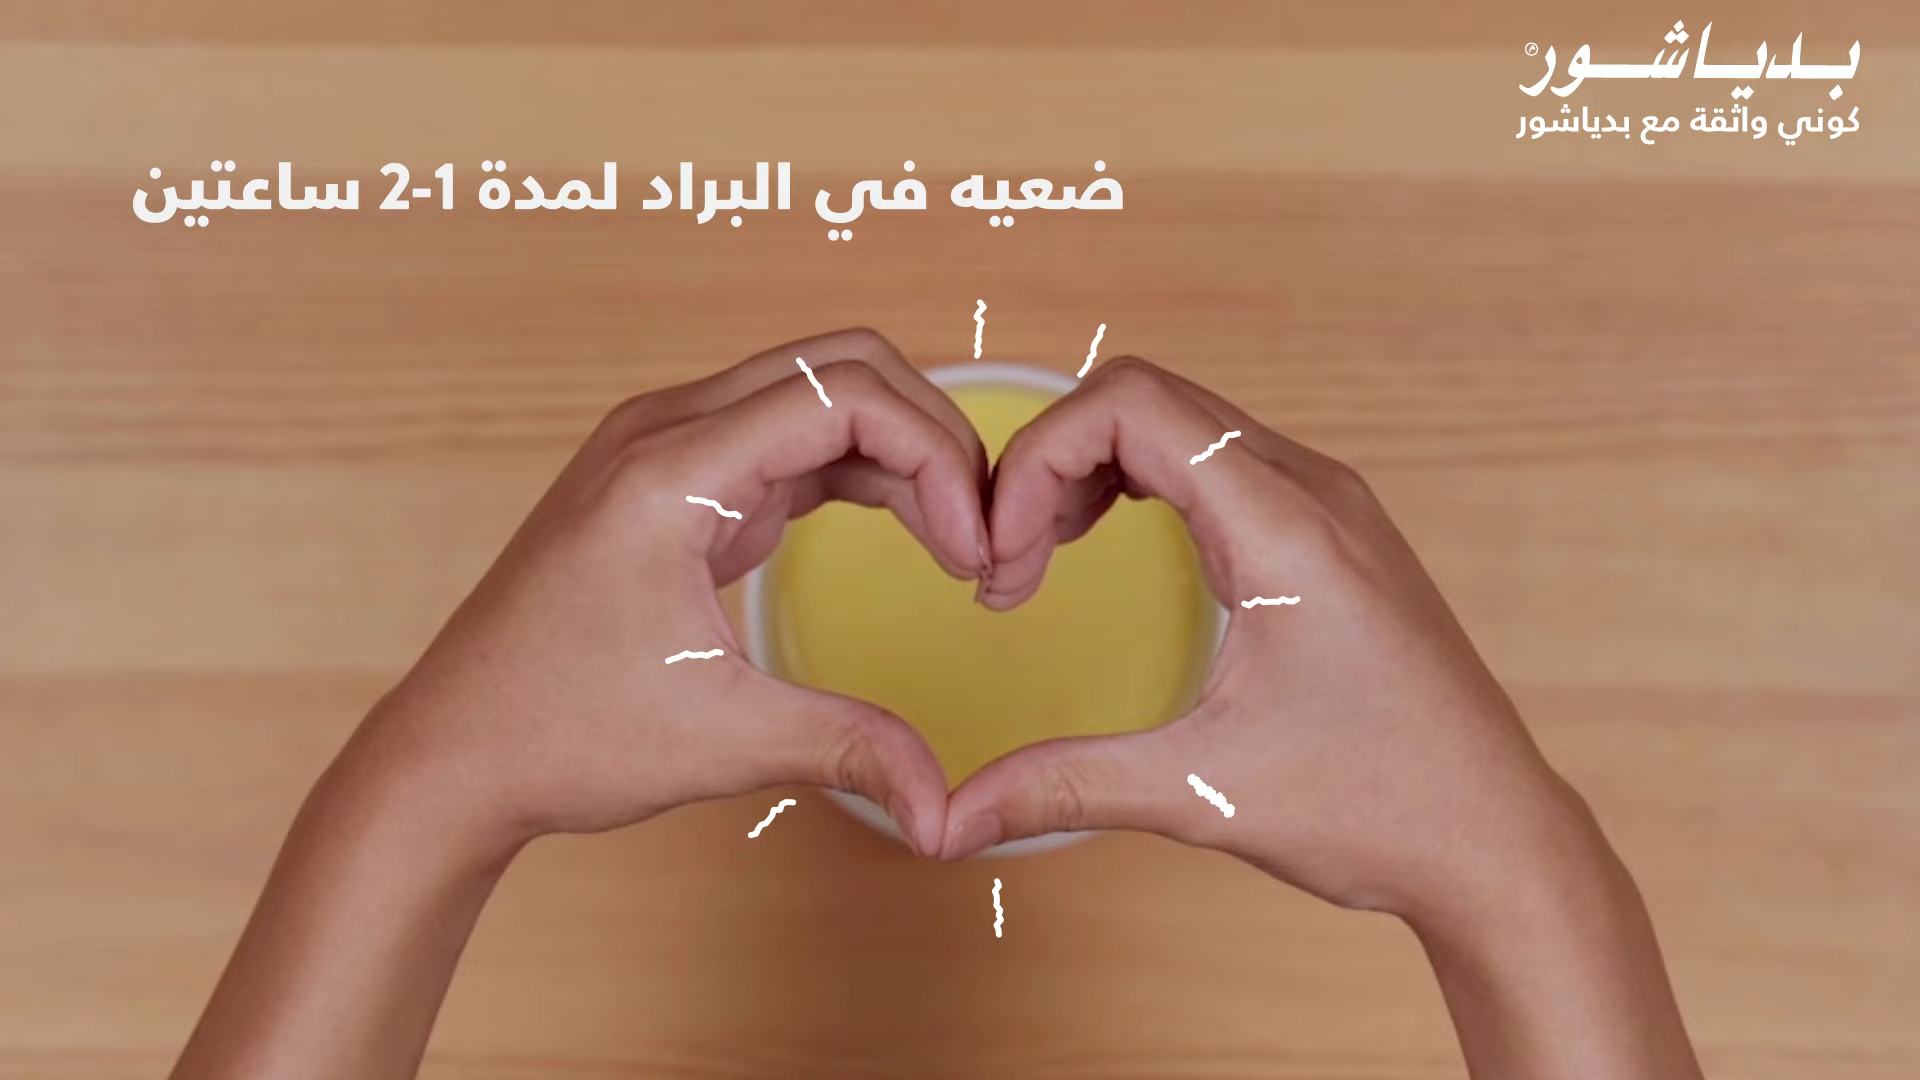 بدياشور
كوني واثقة مع بدياشور
ضعيه في البراد لمدة 1-2 ساعتين